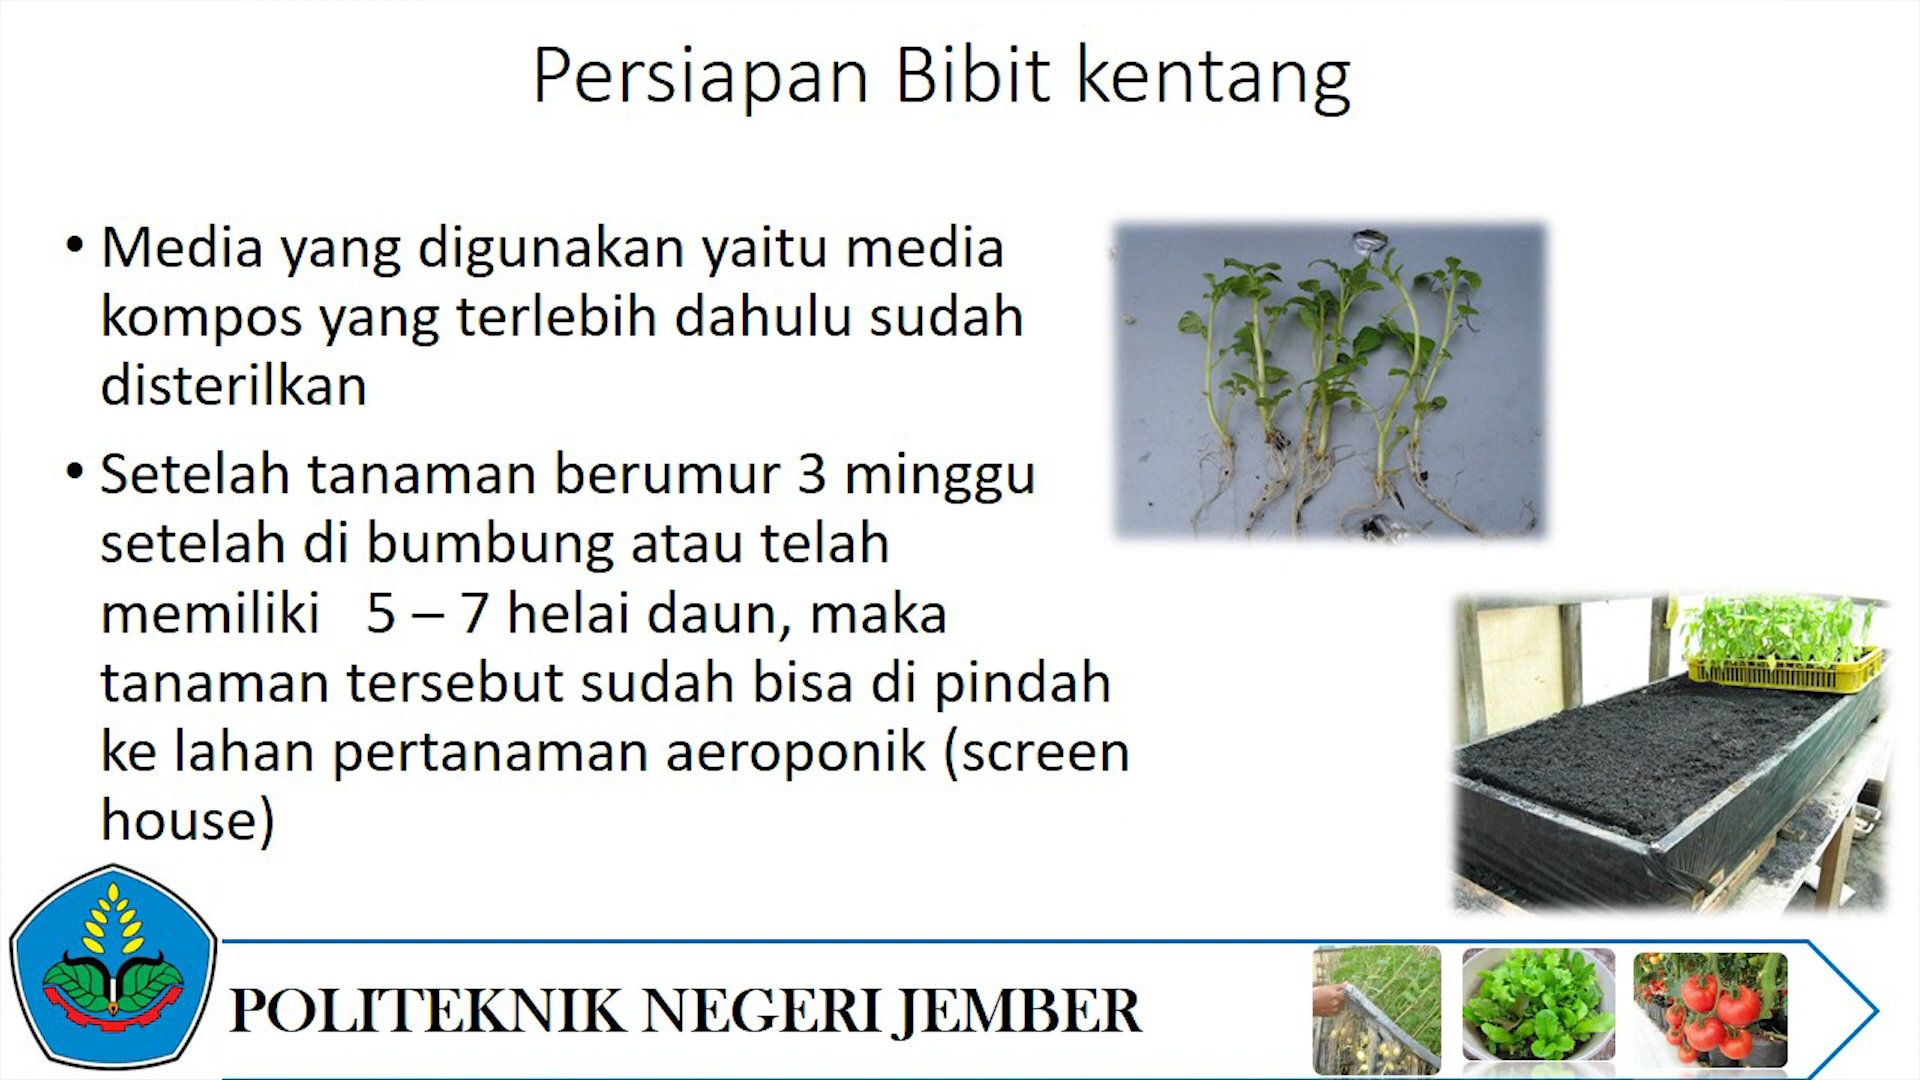 Persiapan Bibit kentang
• Media yang digunakan yaitu media
kompos yang terlebih dahulu sudah
disterilkan
• Setelah tanaman berumur 3 minggu
setelah di bumbung atau telah
memiliki   5 – 7 helai daun, maka
tanaman tersebut sudah bisa di pindah
ke lahan pertanaman aeroponik (screen
house)
POLITEKNIK NEGERI JEMBER